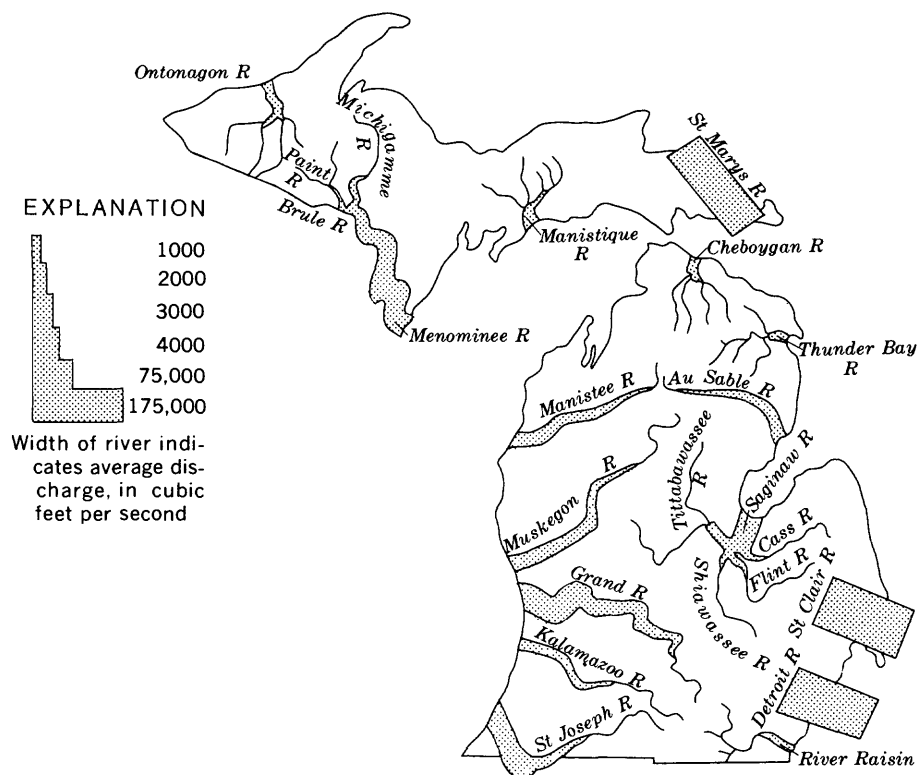 Ontonagon R
Michigamme
R
Paint
R
Brule R
St Marys R
Manistique
R
Cheboygan R
Menominee R
Thunder Bay
R
EXPLANATION
1000
2000
3000
4000
75,000
175,000
Width of river indi-
cates average dis-
charge, in cubic
feet per second
Manistee R
Au Sable R
Muskegon R
Tittabawassee
R
Saginaw R
Cass R
Flint R
Shiawassee R
St Clair R
Grand R
Kalamazoo R
Detroit R
St Joseph R
River Raisin